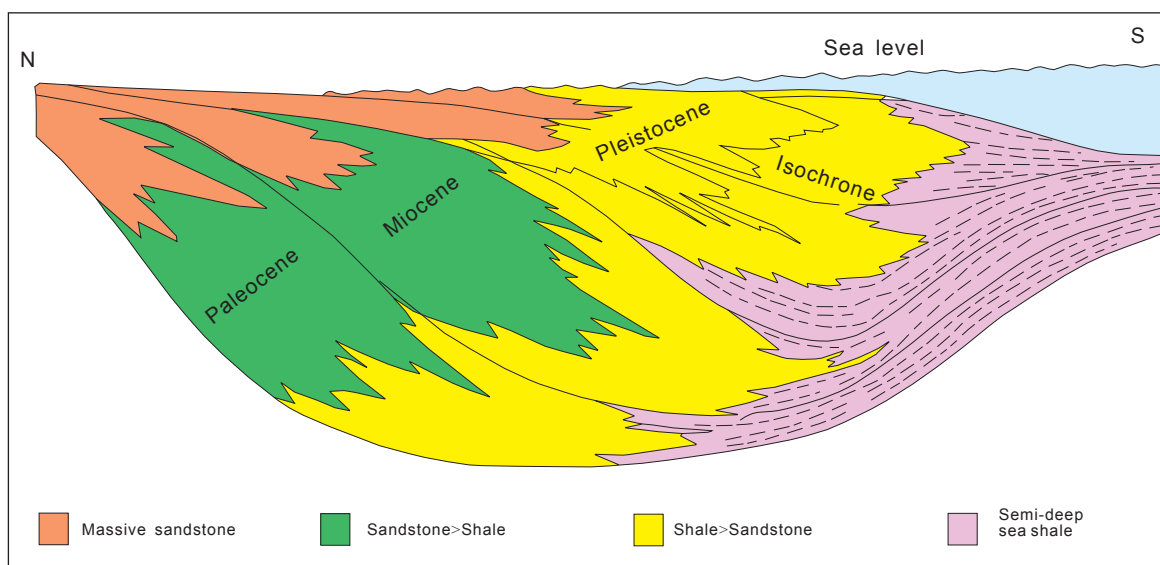 N
Sea level
S
Pleistocene
Isochrone
Miocene
Paleocene
Massive sandstone
Sandstone>Shale
Shale>Sandstone
Semi-deep
sea shale